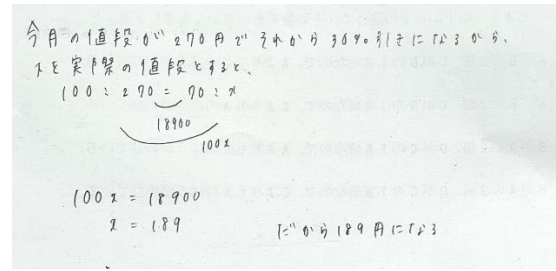 今月の値段が270円でそれから30%引きになるから、
xを実際の値段とすると、
100:270=70:x
18900
100x
100x=18900
x=189 だから189円になる